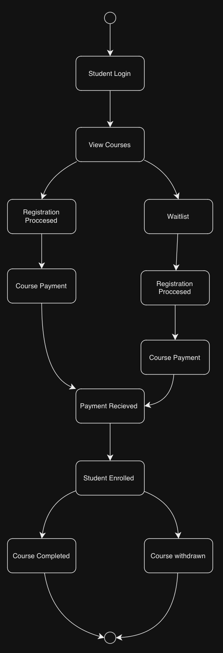 Student Login
View Courses
Registration
Proccesed
Waitlist
Course Payment
Registration
Proccesed
Course Payment
Payment Recieved
Student Enrolled
Course Completed
Course withdrawn